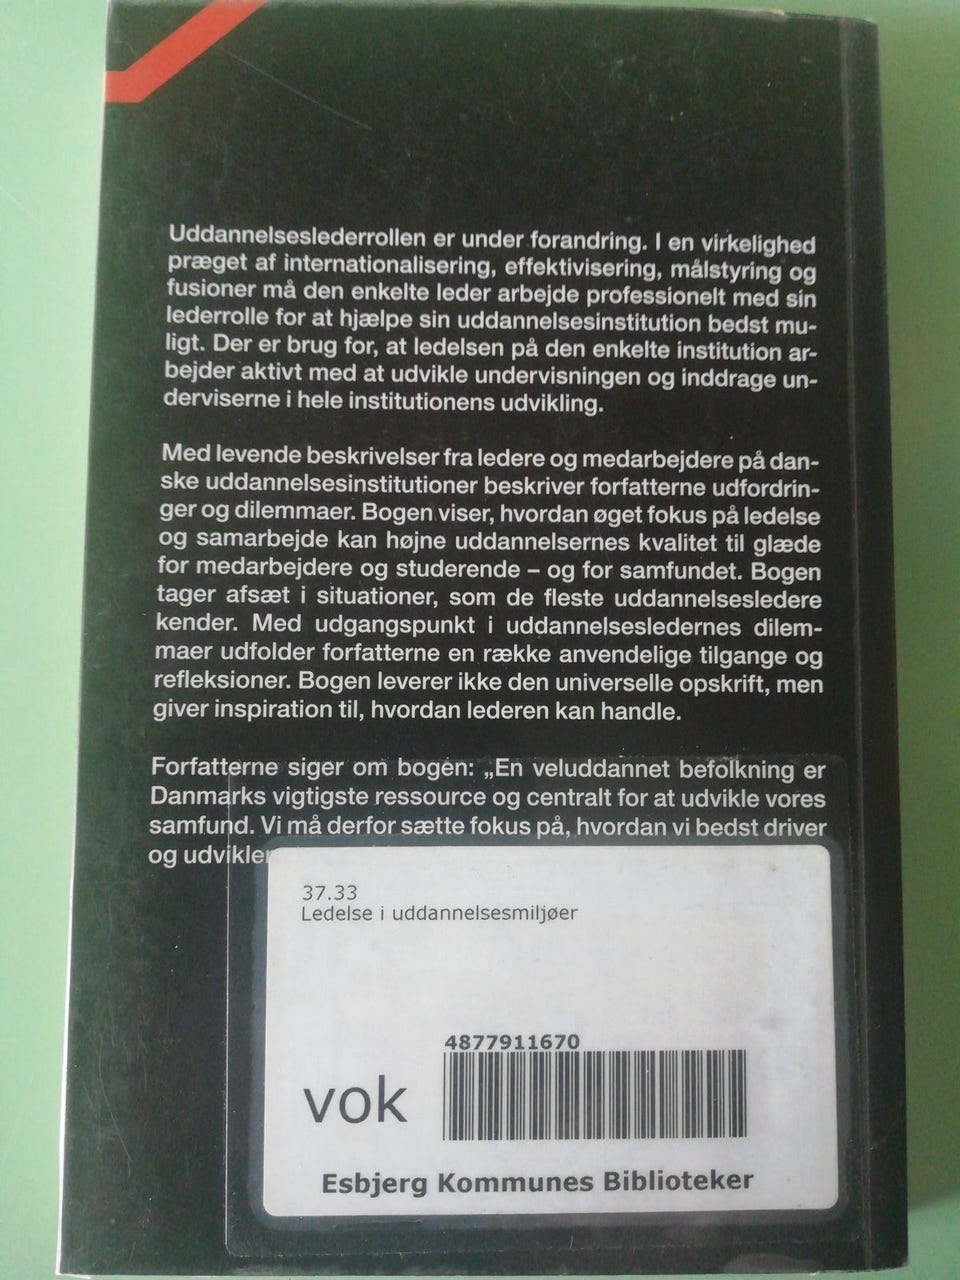 Uddannelseslederrollen er under forandring. I en virkelighed
præget af internationalisering, effektivisering, målstyring og
fusioner må den enkelte leder arbejde professionelt med sin
lederrolle for at hjælpe sin uddannelsesinstitution bedst mu-
ligt. Der er brug for, at ledelsen på den enkelte institution ar-
bejder aktivt med at udvikle undervisningen og inddrage un-
derviserne i hele institutionens udvikling.
Med levende beskrivelser fra ledere og medarbejdere på dan-
ske uddannelsesinstitutioner beskriver forfatterne udfordrin-
ger og dilemmaer. Bogen viser, hvordan øget fokus på ledelse
og samarbejde kan højne uddannelsernes kvalitet til glæde
for medarbejdere og studerende – og for samfundet. Bogen
tager afsæt i situationer, som de fleste uddannelsesledere
kender. Med udgangspunkt i uddannelsesledernes dilem-
maer udfolder forfatterne en række anvendelige tilgange og
refleksioner. Bogen leverer ikke den universelle opskrift, men
giver inspiration til, hvordan lederen kan handle.
Forfatterne siger om bogen: „En veluddannet befolkning er
Danmarks vigtigste ressource og centralt for at udvikle vores
samfund. Vi må derfor sætte fokus på, hvordan vi bedst driver
og udvikler
37.33
Ledelse i uddannelsesmiljøer
4877911670
vok
Esbjerg Kommunes Biblioteker